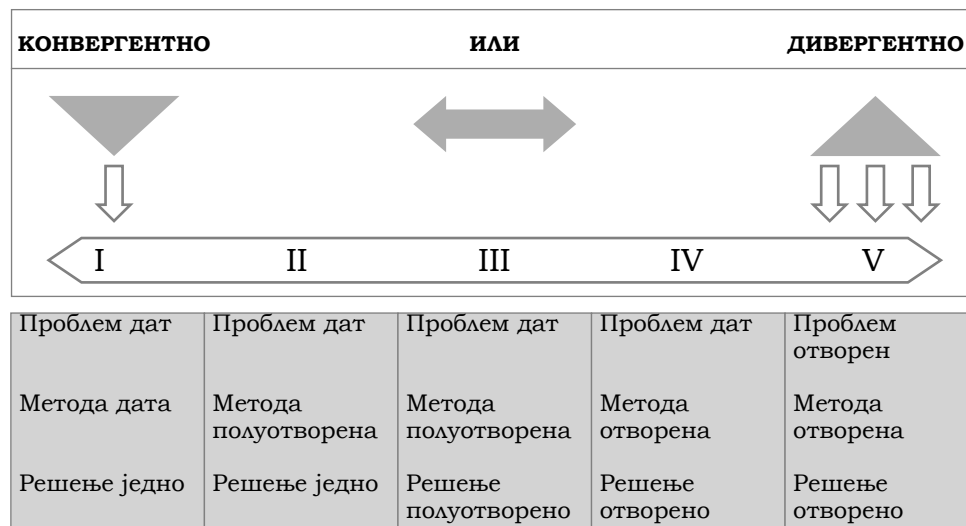 КОНВЕРГЕНТНО ИЛИ ДИВЕРГЕНТНО
I II III IV V
Проблем дат Проблем дат Проблем дат Проблем дат Проблем
отворен
Метода дата Метода Метода Метода Метода
полуотворена полуотворена отворена отворена
Решење једно Решење једно Решење Решење Решење
полуотворено отворено отворено